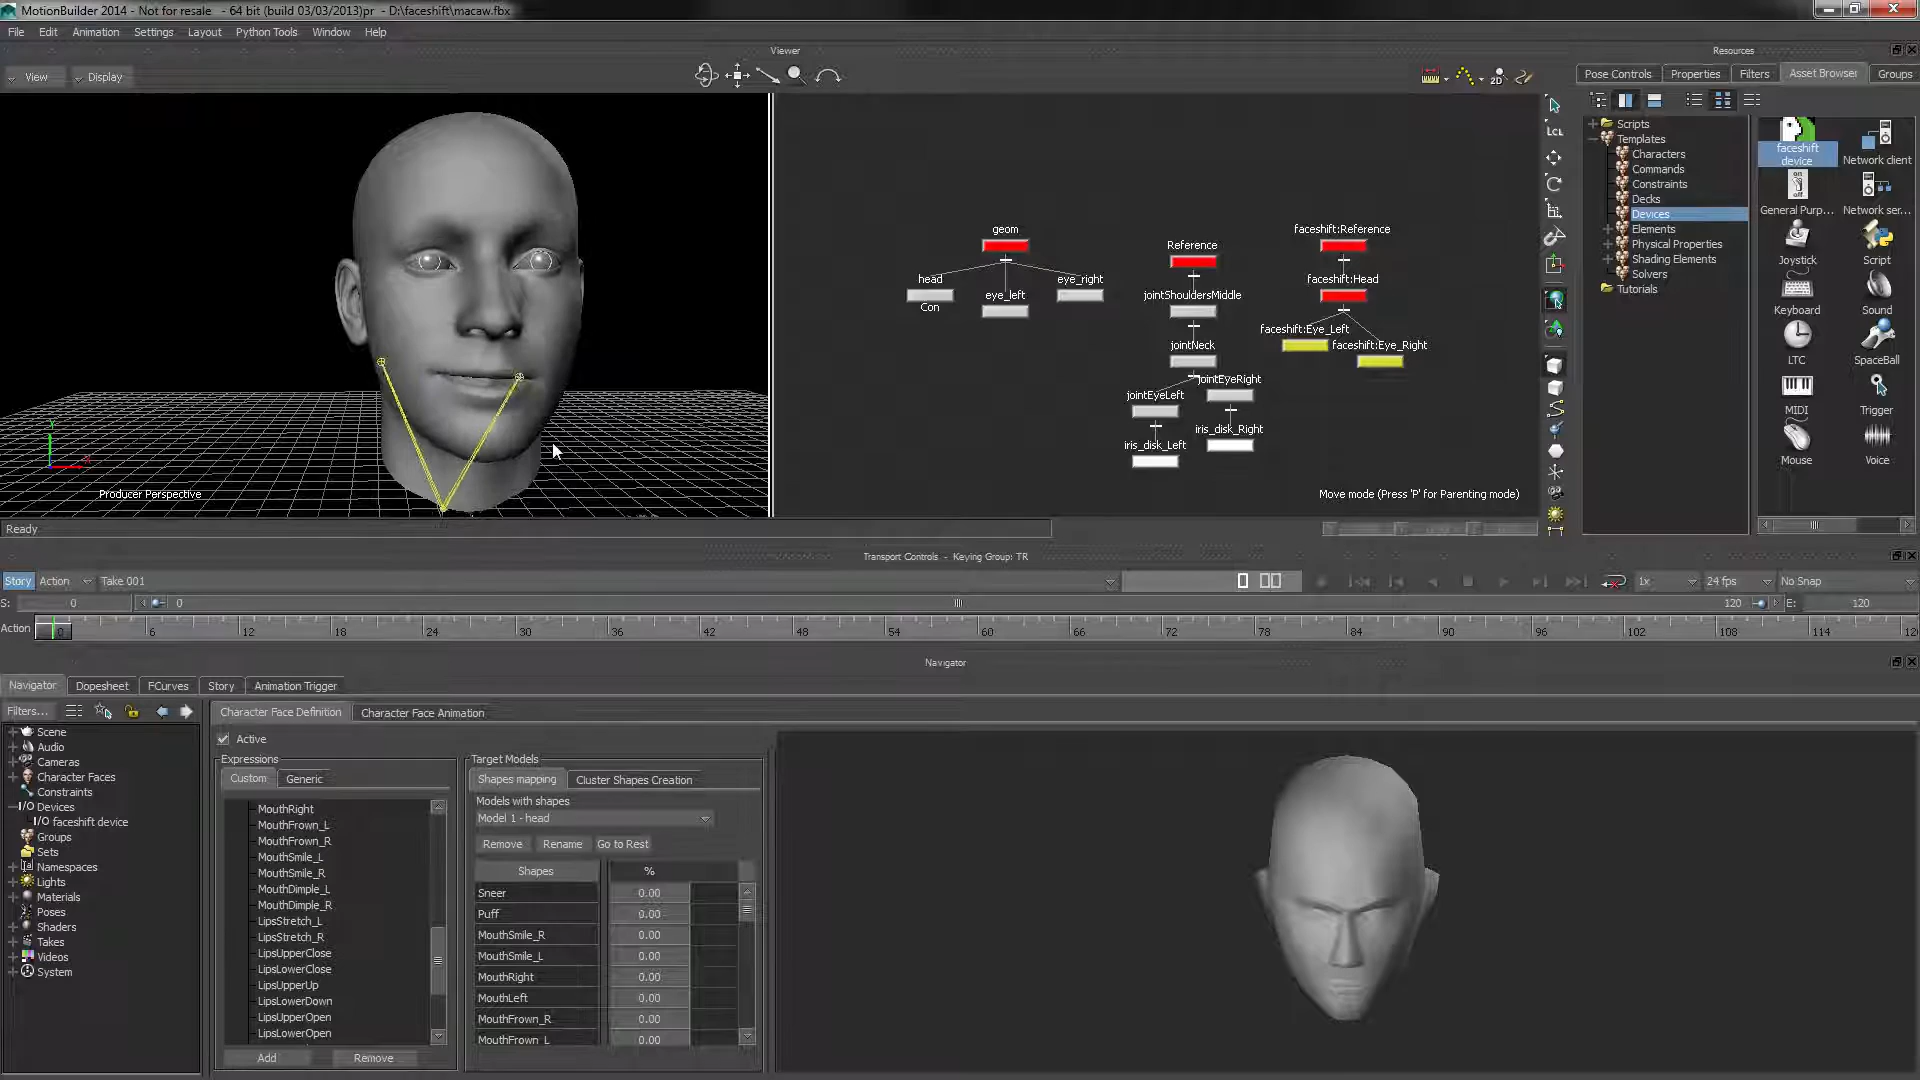 MotionBuilder 2014 - Not for resale - 64 bit (build 03/03/2013)pr - D:\faceshift\macaw.fbx
File Edit Animation Settings Layout Python Tools Window Help
Viewer
Resources
View Display
2D
Pose Controls Properties Filters Asset Browser Groups
LCL
Scripts
Templates
Characters
Commands
Constraints
Decks
Devices
Elements
Physical Properties
Shading Elements
Solvers
Tutorials
faceshift device
Network client
General Purp...
Network ser...
Joystick
Script
Keyboard
Sound
LTC
SpaceBall
MIDI
Trigger
Mouse
Voice
geom
head
Con
eye_left
eye_right
Reference
jointShouldersMiddle
jointNeck
jointEyeRight
jointEyeLeft
iris_disk_Right
iris_disk_Left
faceshift:Reference
faceshift:Head
faceshift:Eye_Left
faceshift:Eye_Right
Y
X
Producer Perspective
Move mode (Press 'P' for Parenting mode)
Ready
Transport Controls - Keying Group: TR
Story Action Take 001 1x 24 fps No Snap
S: 0 0 120 E: 120
Action 0 6 12 18 24 30 36 42 48 54 60 66 72 78 84 90 96 102 108 114 12
Navigator
Navigator Dopesheet FCurves Story Animation Trigger
Filters...
Character Face Definition Character Face Animation
Scene
Audio
Cameras
Character Faces
Constraints
I/O Devices
I/O faceshift device
Groups
Sets
Namespaces
Lights
Materials
Poses
Shaders
Takes
Videos
System
Active
Expressions
Custom Generic
MouthRight
MouthFrown_L
MouthFrown_R
MouthSmile_L
MouthSmile_R
MouthDimple_L
MouthDimple_R
LipsStretch_L
LipsStretch_R
LipsUpperClose
LipsLowerClose
LipsUpperUp
LipsLowerDown
LipsUpperOpen
LipsLowerOpen
Add Remove
Target Models
Shapes mapping Cluster Shapes Creation
Models with shapes
Model 1 - head
Remove Rename Go to Rest
Shapes %
Sneer 0.00
Puff 0.00
MouthSmile_R 0.00
MouthSmile_L 0.00
MouthRight 0.00
MouthLeft 0.00
MouthFrown_R 0.00
MouthFrown_L 0.00